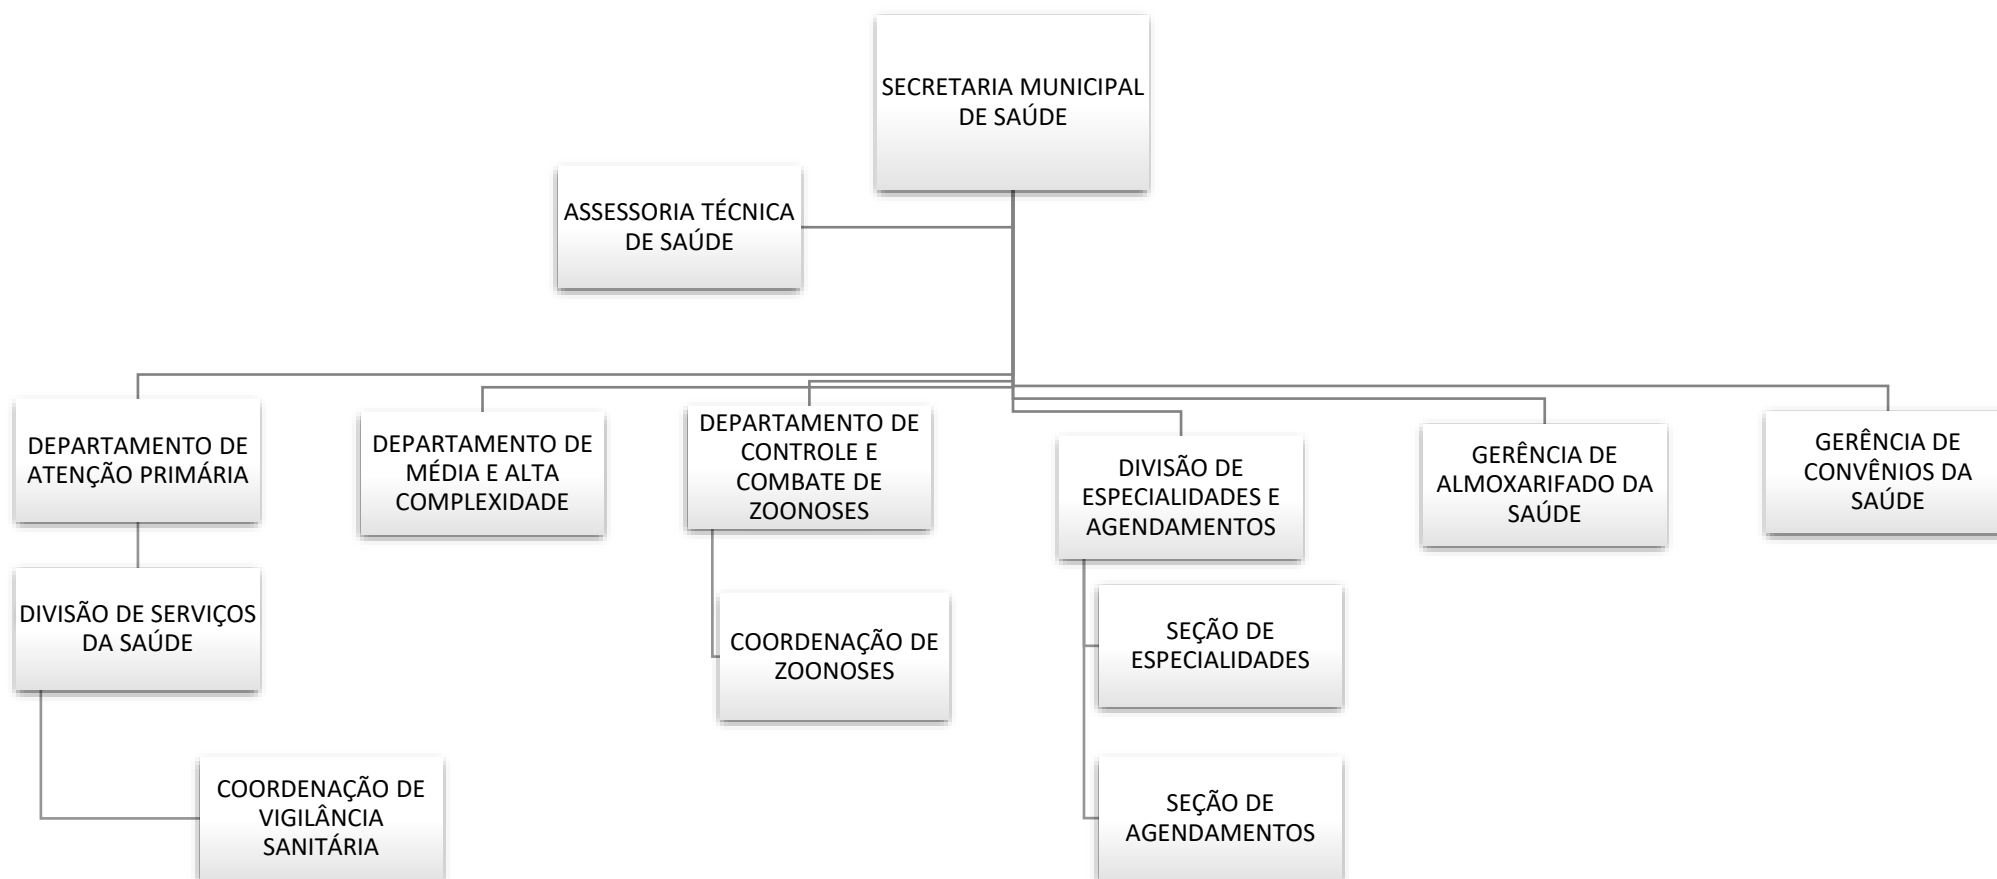 SECRETARIA MUNICIPAL
DE SAÚDE
ASSESSORIA TÉCNICA
DE SAÚDE
DEPARTAMENTO DE
ATENÇÃO PRIMÁRIA
DEPARTAMENTO DE
MÉDIA E ALTA
COMPLEXIDADE
DEPARTAMENTO DE
CONTROLE E
COMBATE DE
ZOONOSES
DIVISÃO DE
ESPECIALIDADES E
AGENDAMENTOS
GERÊNCIA DE
ALMOXARIFADO DA
SAÚDE
GERÊNCIA DE
CONVÊNIOS DA
SAÚDE
DIVISÃO DE SERVIÇOS
DA SAÚDE
COORDENAÇÃO DE
ZOONOSES
SEÇÃO DE
ESPECIALIDADES
COORDENAÇÃO DE
VIGILÂNCIA
SANITÁRIA
SEÇÃO DE
AGENDAMENTOS